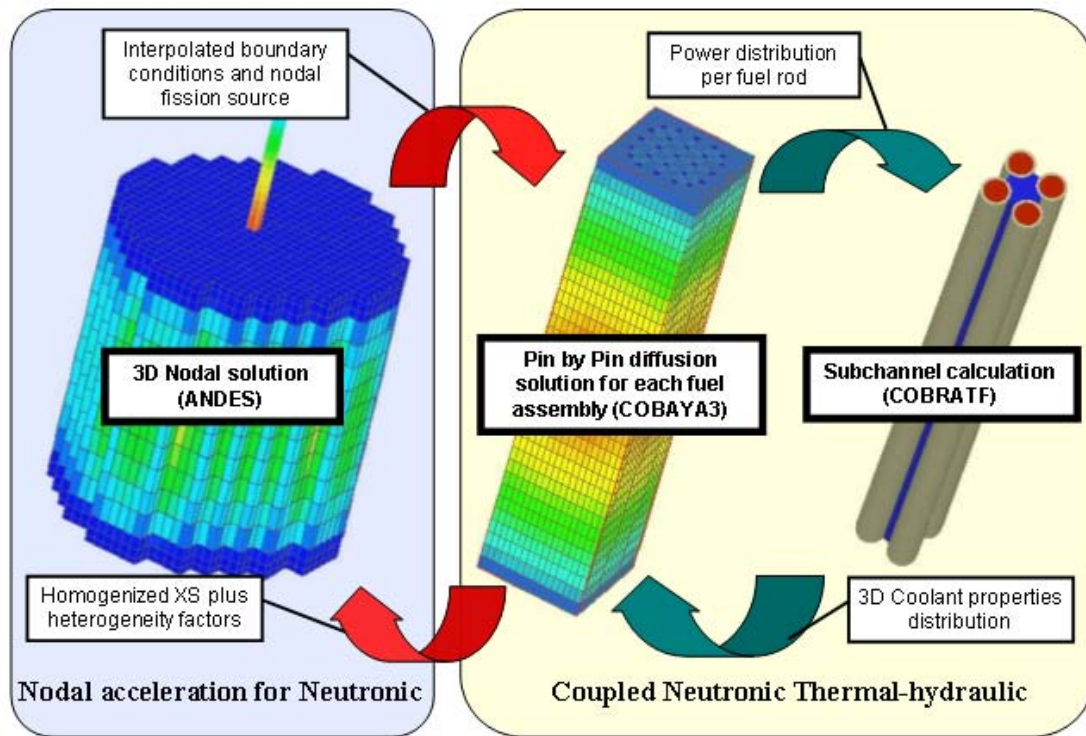 Interpolated boundary
conditions and nodal
fission source
Power distribution
per fuel rod
3D Nodal solution
(ANDES)
Pin by Pin diffusion
solution for each fuel
assembly (COBAYA3)
Subchannel calculation
(COBRATF)
Homogenized XS plus
heterogeneity factors
3D Coolant properties
distribution
Nodal acceleration for Neutronic
Coupled Neutronic Thermal-hydraulic